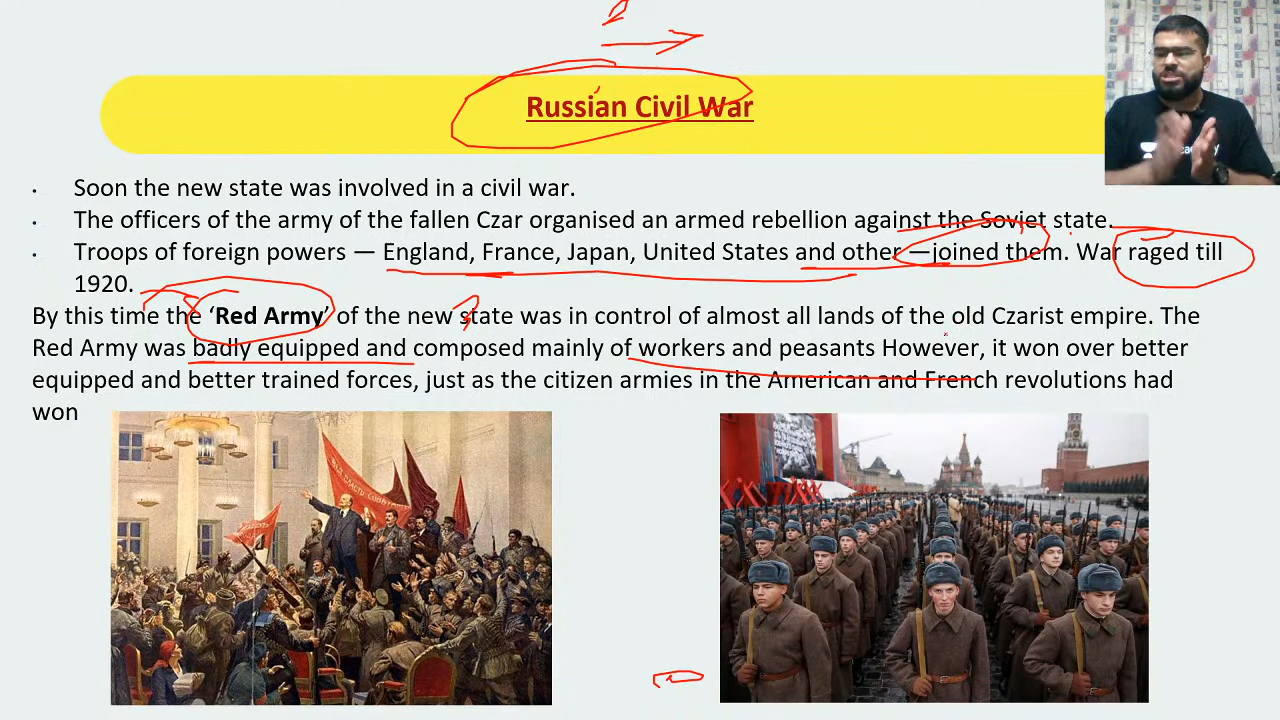 Russian Civil War
• Soon the new state was involved in a civil war.
• The officers of the army of the fallen Czar organised an armed rebellion against the Soviet state.
• Troops of foreign powers — England, France, Japan, United States and other —joined them. War raged till
1920.
By this time the ‘Red Army’ of the new state was in control of almost all lands of the old Czarist empire. The
Red Army was badly equipped and composed mainly of workers and peasants However, it won over better
equipped and better trained forces, just as the citizen armies in the American and French revolutions had
won